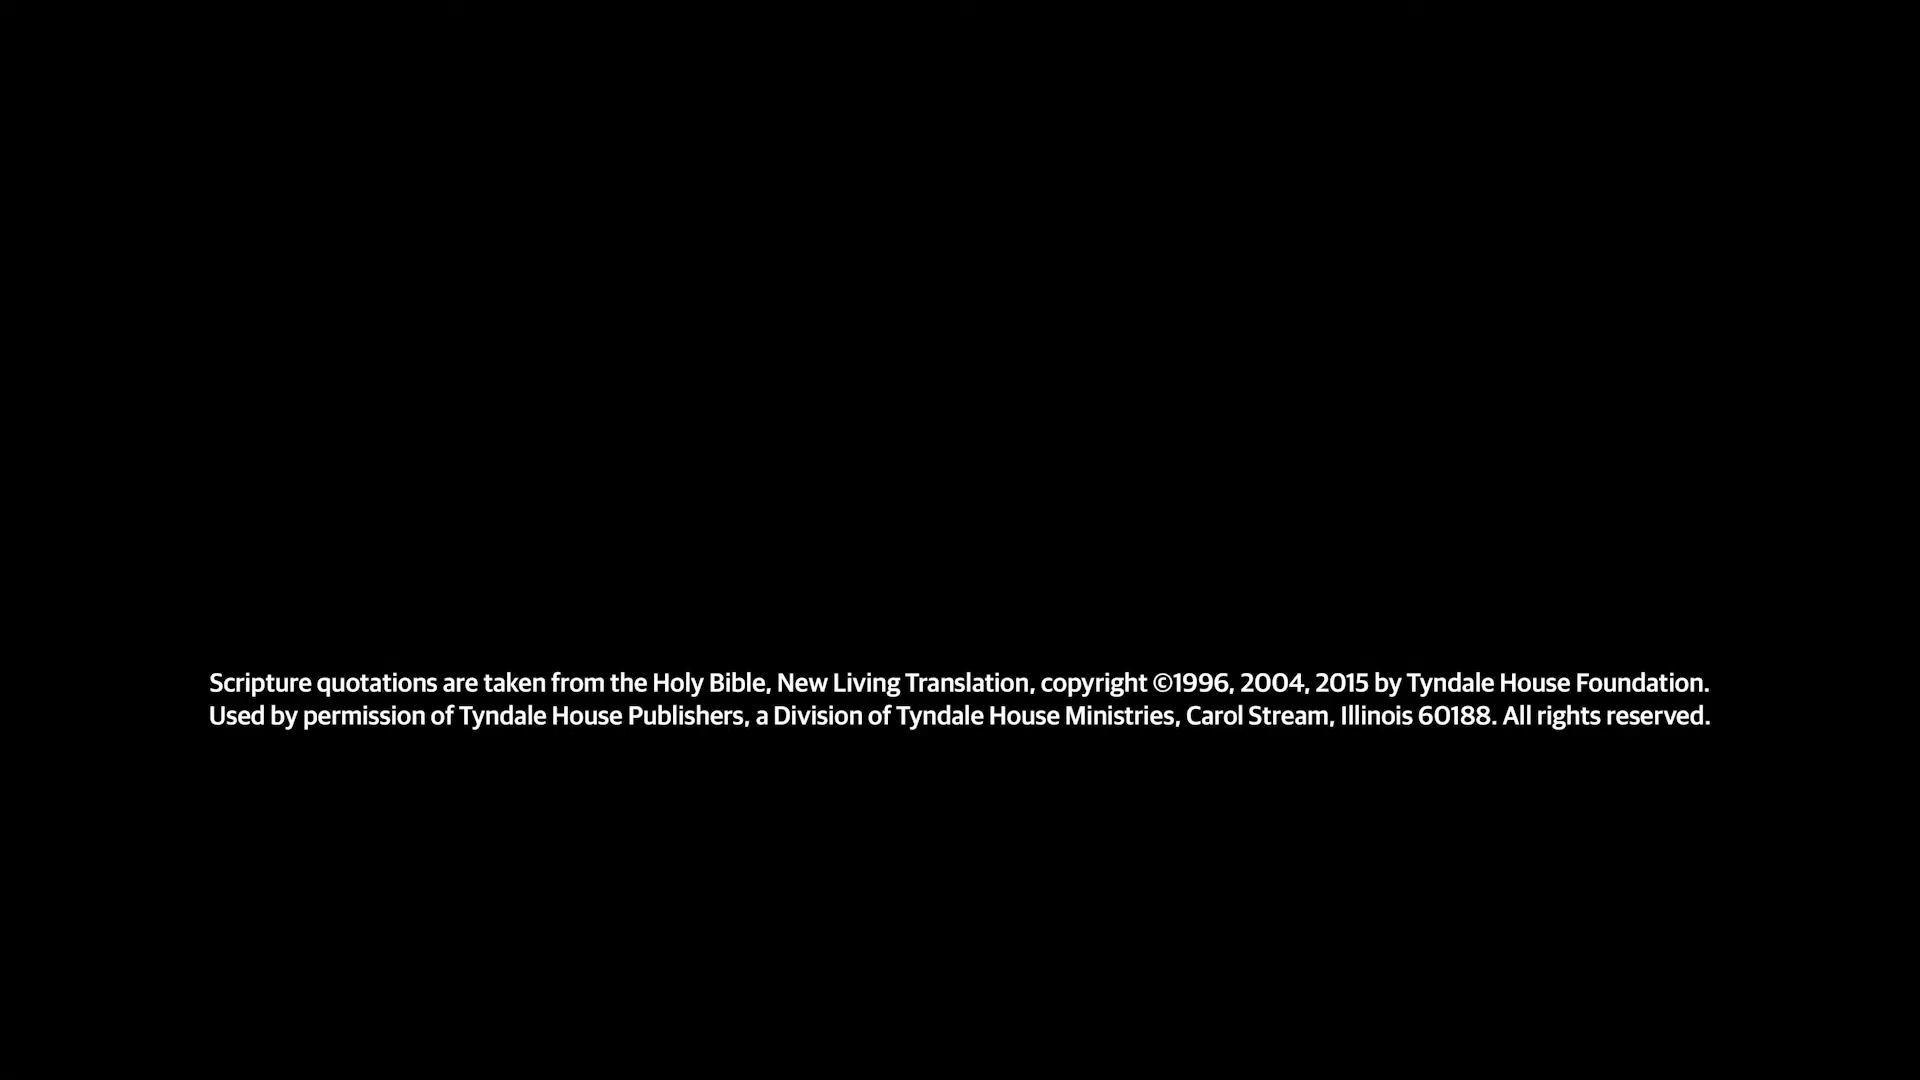 Scripture quotations are taken from the Holy Bible, New Living Translation, copyright ©1996, 2004, 2015 by Tyndale House Foundation.
Used by permission of Tyndale House Publishers, a Division of Tyndale House Ministries, Carol Stream, Illinois 60188. All rights reserved.